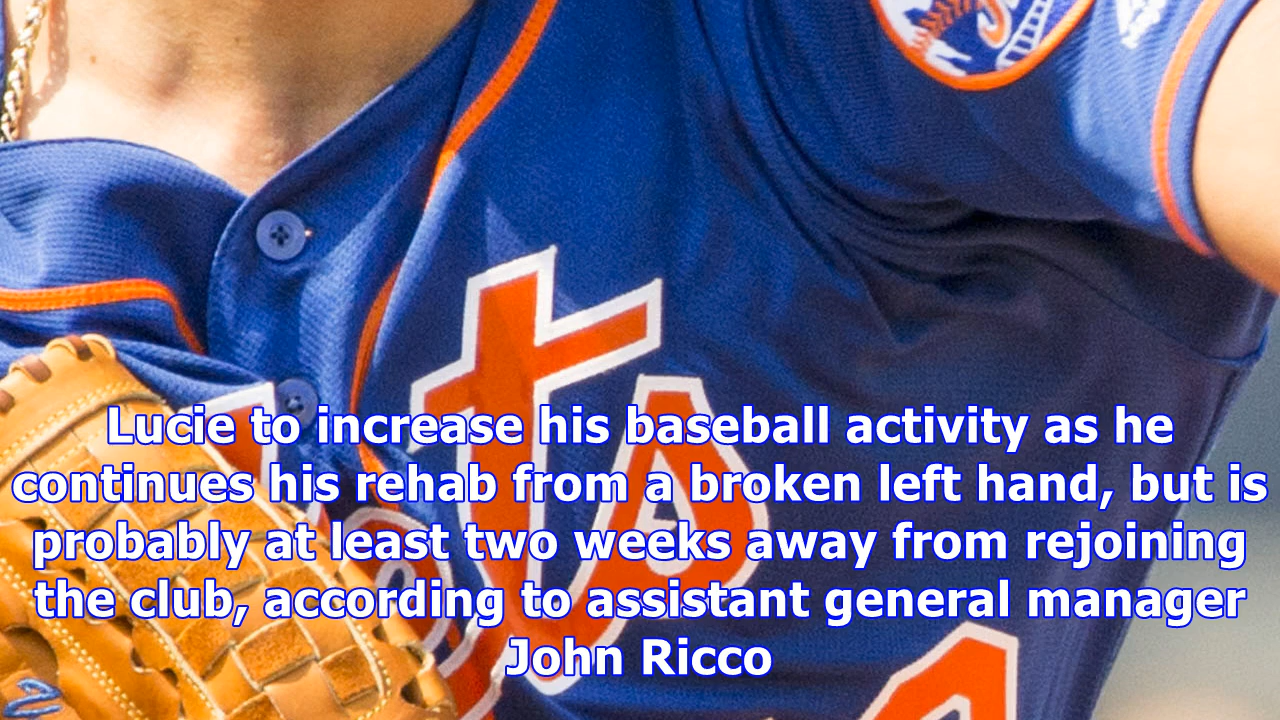 ets
Lucie to increase his baseball activity as he
continues his rehab from a broken left hand, but is
probably at least two weeks away from rejoining
the club, according to assistant general manager
John Ricco